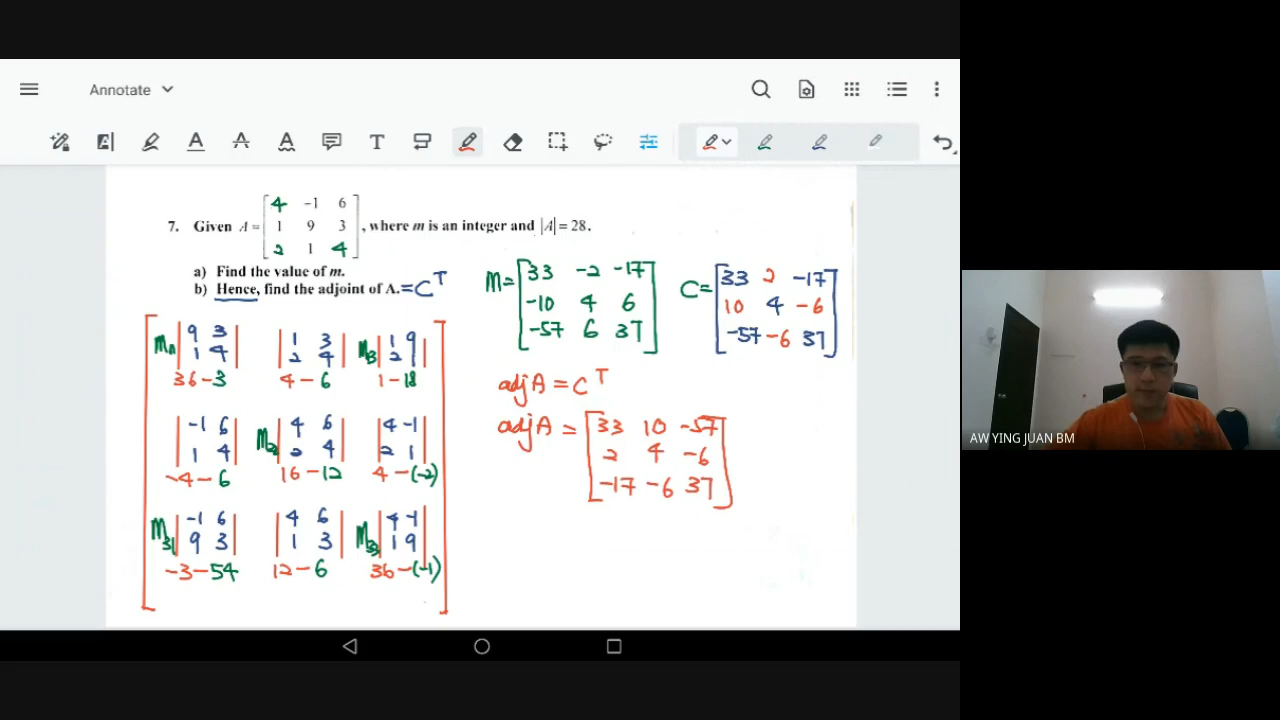 Annotate
7. Given A = [4 -1 6
1 9 3
2 1 4], where m is an integer and |A| = 28.
a) Find the value of m.
b) Hence, find the adjoint of A. = C^T
M = [33 -2 -17
-10 4 6
-57 6 37]
C = [33 2 -17
10 4 -6
-57 -6 37]
|9 3| |1 3| |1 9|
|1 4| |2 4| |2 1|
36-3 4-6 1-18
|-1 6| |4 6| |4 -1|
|1 4| |2 4| |2 1|
-4-6 16-12 4-(-2)
M31 |-1 6| |4 6| |4 -1|
|9 3| |1 3| |1 9|
-3-54 12-6 36-(-1)
adj A = C^T
adj A = [33 10 -57
2 4 -6
-17 -6 37]
AW YING JUAN BM